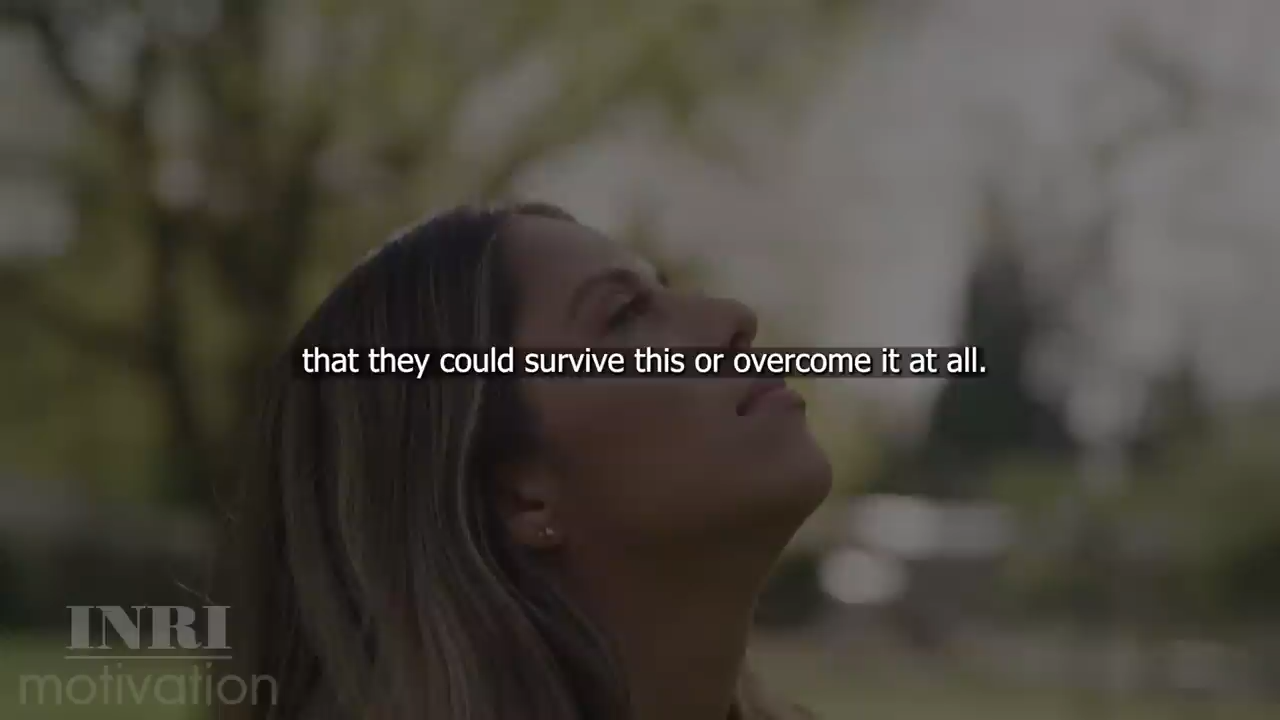 that they could survive this or overcome it at all.
INRI
motivation